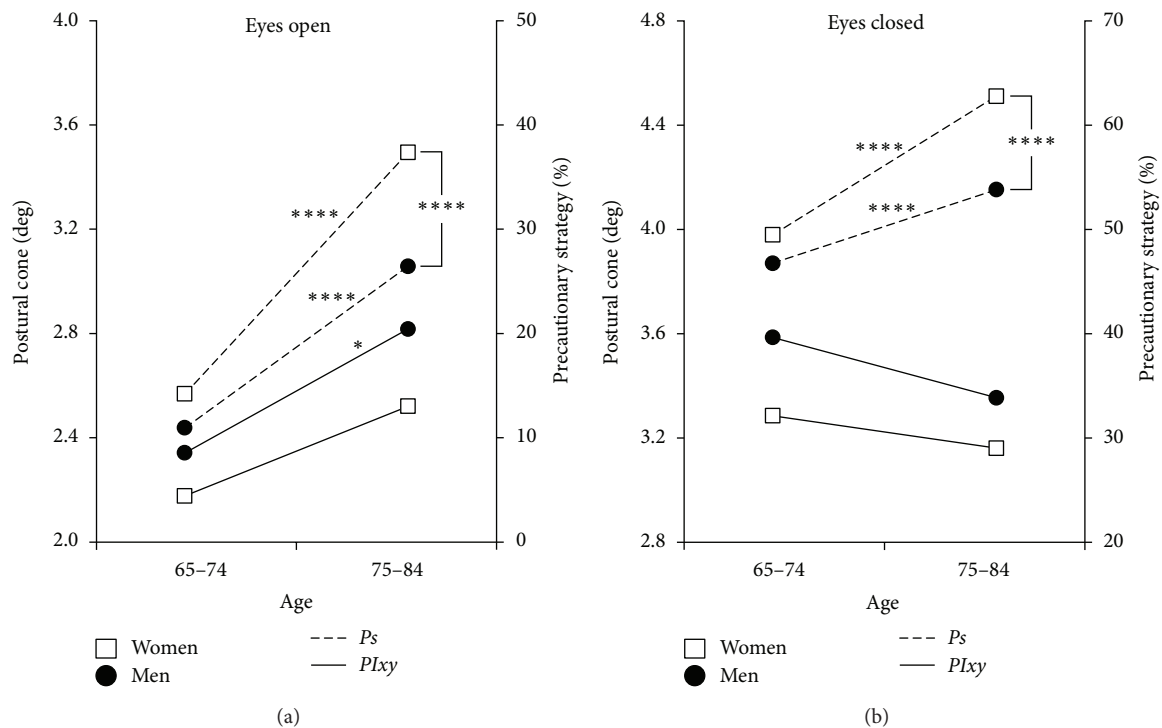 Eyes open
Postural cone (deg)
4.0
3.6
3.2
2.8
2.4
2.0
50
40
30
20
10
0
Precautionary strategy (%)
****
****
****
*
65–74
75–84
Age
Women
Men
Ps
PIxy
(a)
Eyes closed
Postural cone (deg)
4.8
4.4
4.0
3.6
3.2
2.8
70
60
50
40
30
20
Precautionary strategy (%)
****
****
****
65–74
75–84
Age
Women
Men
Ps
PIxy
(b)